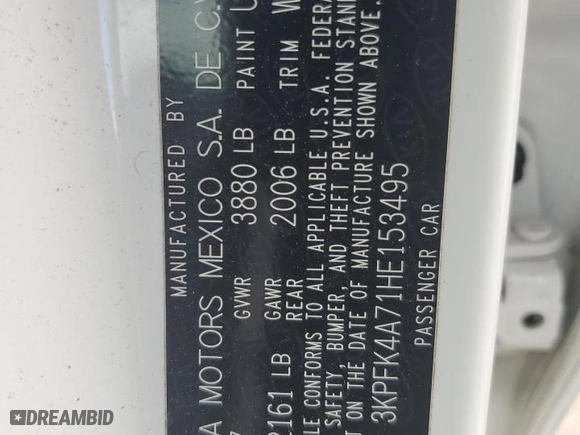 MANUFACTURED BY
A MOTORS MEXICO S.A. DE C.V
GVWR 3880 LB PAINT
2161 LB GAWR REAR 2006 LB TRIM W
LE CONFORMS TO ALL APPLICABLE U.S.A. FEDERA
SAFETY, BUMPER, AND THEFT PREVENTION STAN
T ON THE DATE OF MANUFACTURE SHOWN ABOVE.
3KPFK4A71HE153495
PASSENGER CAR
DREAMBID